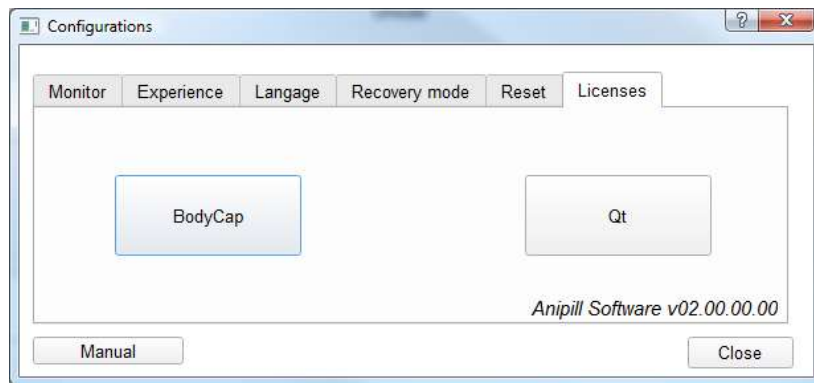 Configurations
Monitor Experience Langage Recovery mode Reset Licenses
BodyCap Qt
Anipill Software v02.00.00.00
Manual Close